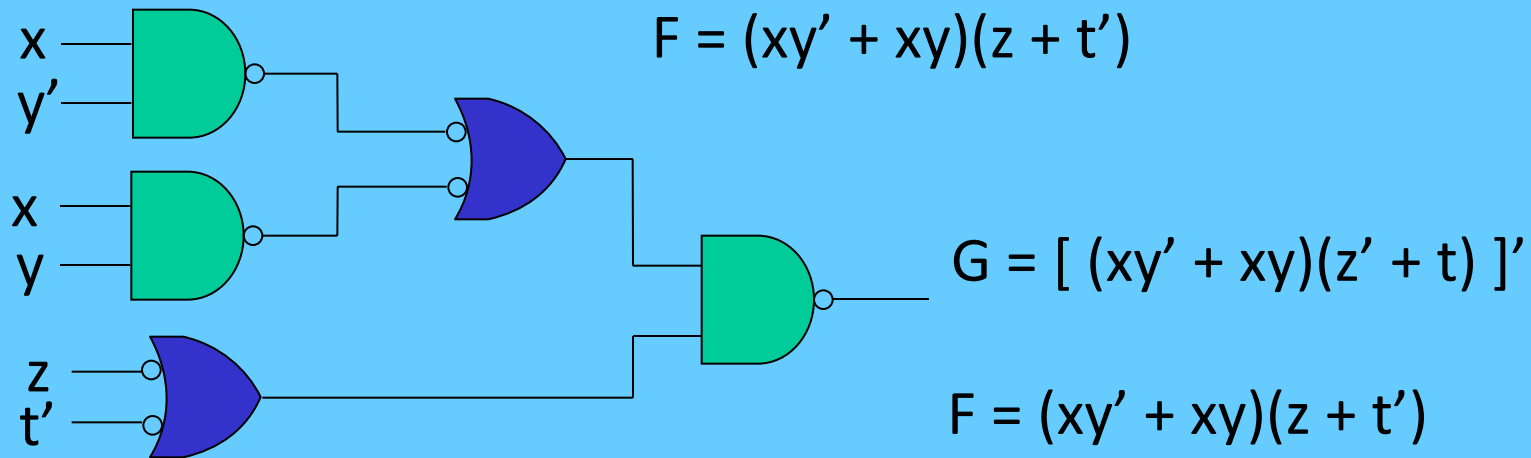 x
F = (xy’ + xy)(z + t’)
y’
x
y
G = [ (xy’ + xy)(z’ + t) ]’
z
t’
F = (xy’ + xy)(z + t’)